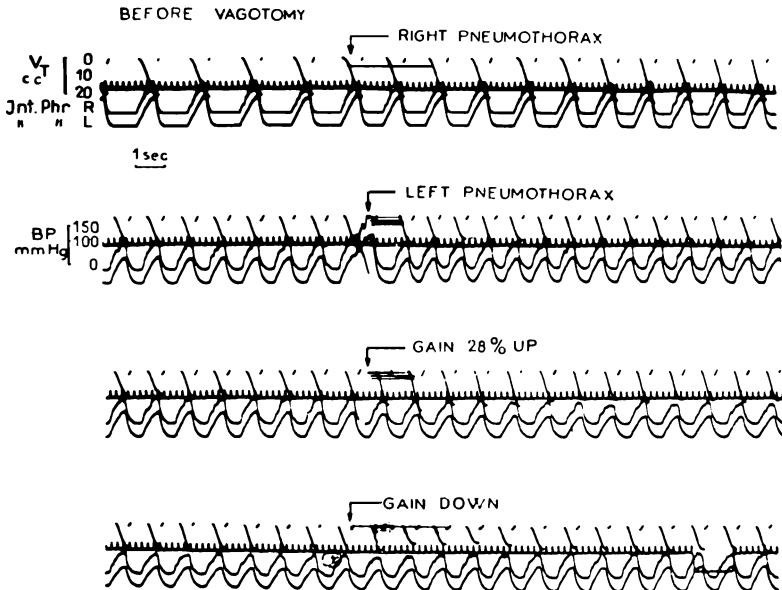 BEFORE VAGOTOMY
RIGHT PNEUMOTHORAX
VT cc 0
10
20
Jnt. Phr R
" " L
1 sec
LEFT PNEUMOTHORAX
BP mmHg 150
100
0
GAIN 28% UP
GAIN DOWN